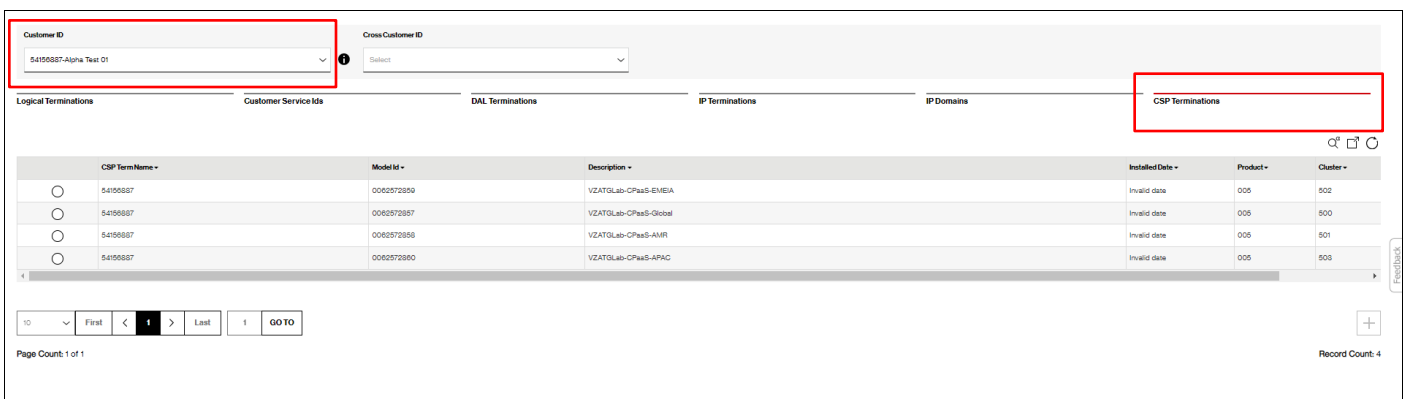 Customer ID Cross Customer ID
54156887-Alpha Test 01 Select
Logical Terminations Customer Service Ids DAL Terminations IP Terminations IP Domains CSP Terminations
CSP Term Name Model Id Description Installed Date Product Cluster
54156887 0062572859 VZATGLab-CPaaS-EMEIA Invalid date 005 502
54156887 0062572857 VZATGLab-CPaaS-Global Invalid date 005 500
54156887 0062572858 VZATGLab-CPaaS-AMR Invalid date 005 501
54156887 0062572860 VZATGLab-CPaaS-APAC Invalid date 005 503
Feedback
10 First < 1 > Last 1 GO TO
Page Count: 1 of 1 Record Count: 4